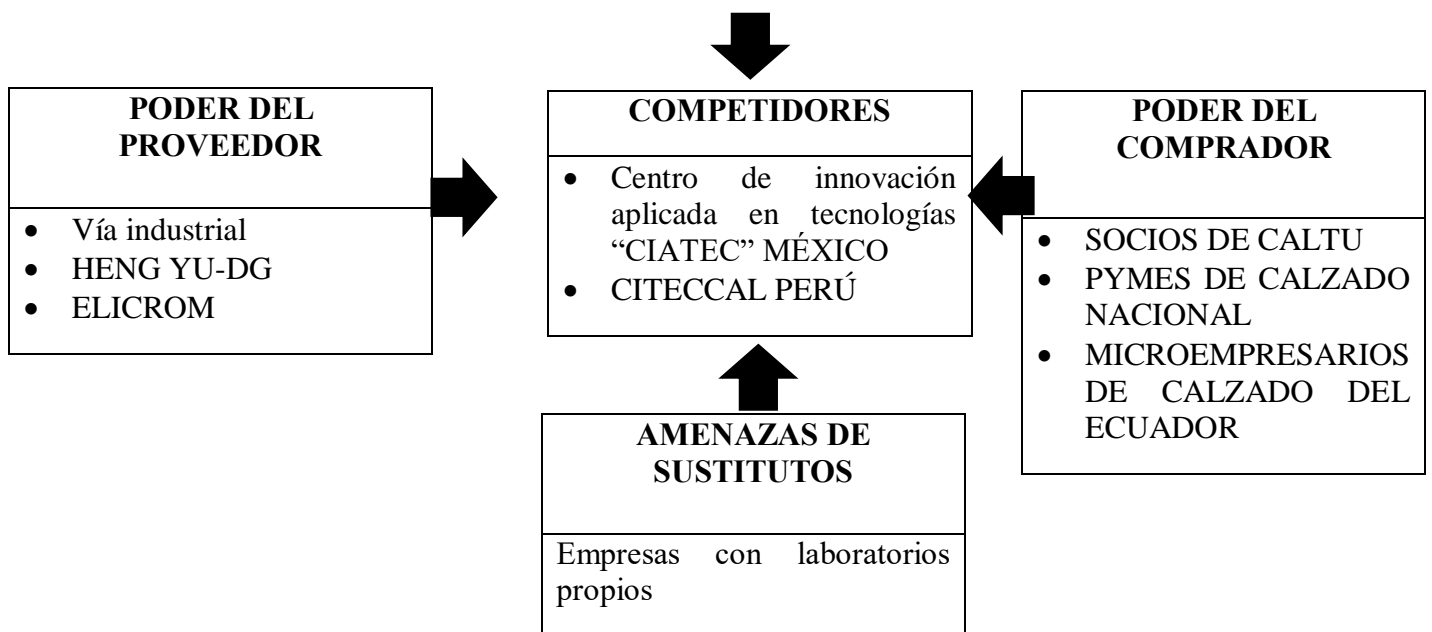 PODER DEL
PROVEEDOR
• Vía industrial
• HENG YU-DG
• ELICROM
COMPETIDORES
• Centro de innovación
aplicada en tecnologías
“CIATEC” MÉXICO
• CITECCAL PERÚ
PODER DEL
COMPRADOR
• SOCIOS DE CALTU
• PYMES DE CALZADO
NACIONAL
• MICROEMPRESARIOS
DE CALZADO DEL
ECUADOR
AMENAZAS DE
SUSTITUTOS
Empresas con laboratorios
propios